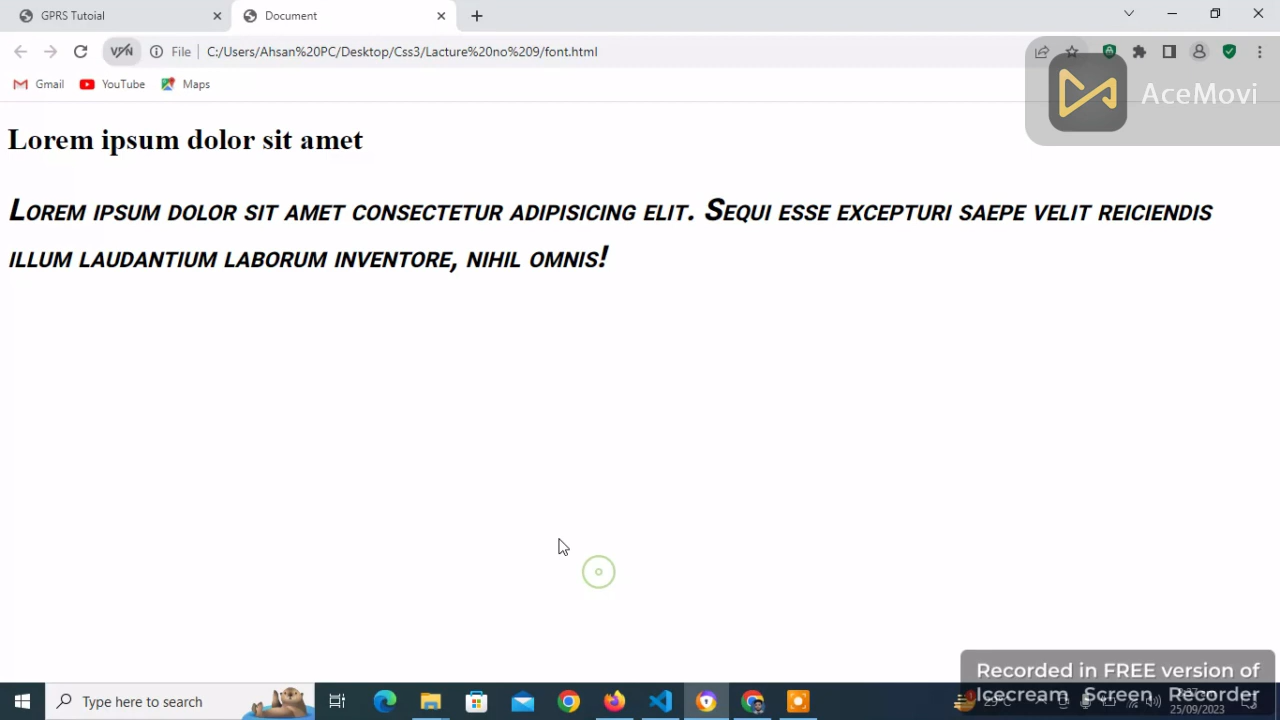 GPRS Tutoial
Document
VPN
File
C:/Users/Ahsan%20PC/Desktop/Css3/Lacture%20no%209/font.html
Gmail
YouTube
Maps
AceMovi
Lorem ipsum dolor sit amet
Lorem ipsum dolor sit amet consectetur adipisicing elit. Sequi esse excepturi saepe velit reiciendis
illum laudantium laborum inventore, nihil omnis!
Recorded in FREE version of
Icecream Screen Recorder
Type here to search
29°C
25/09/2023